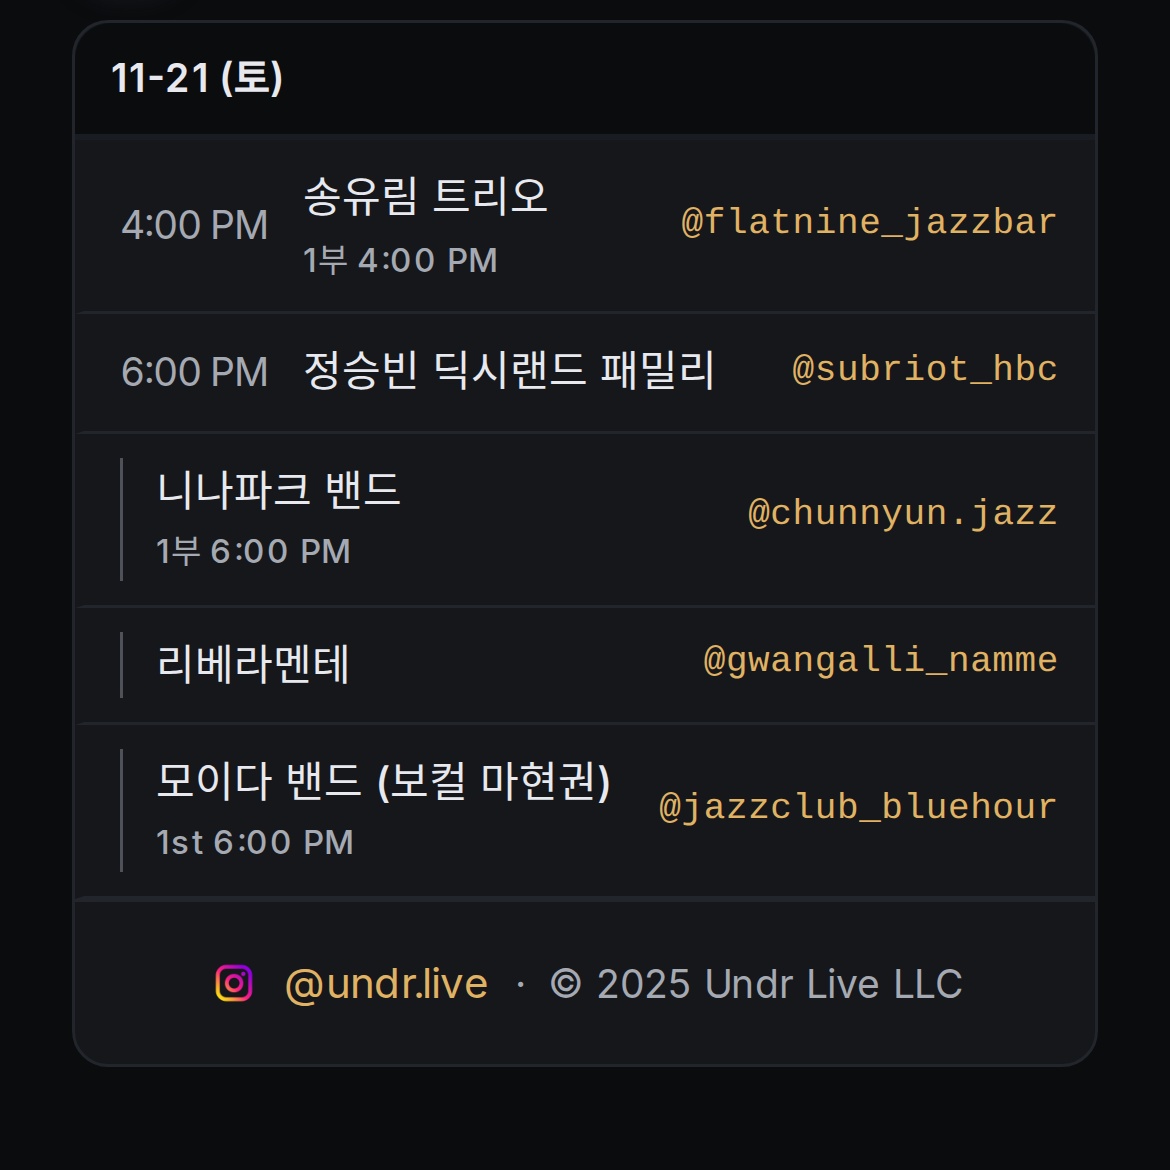 11-21 (토)
4:00 PM 송유림 트리오 @flatnine_jazzbar
1부 4:00 PM
6:00 PM 정승빈 딕시랜드 패밀리 @subriot_hbc
니나파크 밴드 @chunnyun.jazz
1부 6:00 PM
리베라멘테 @gwangalli_namme
모이다 밴드 (보컬 마현권) @jazzclub_bluehour
1st 6:00 PM
@undr.live · © 2025 Undr Live LLC